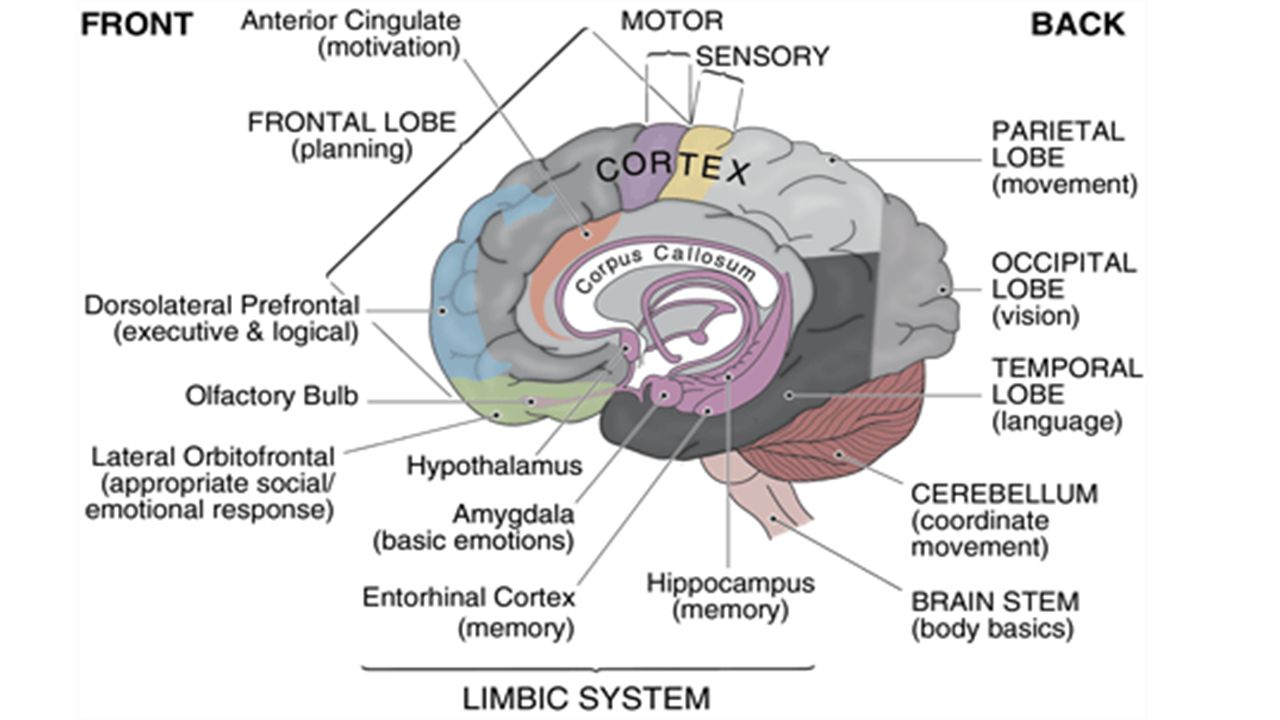 FRONT
Anterior Cingulate
(motivation)
MOTOR
SENSORY
BACK
FRONTAL LOBE
(planning)
CORTEX
PARIETAL
LOBE
(movement)
Corpus Callosum
OCCIPITAL
LOBE
(vision)
Dorsolateral Prefrontal
(executive & logical)
TEMPORAL
LOBE
(language)
Olfactory Bulb
Lateral Orbitofrontal
(appropriate social/
emotional response)
Hypothalamus
Amygdala
(basic emotions)
CEREBELLUM
(coordinate
movement)
Entorhinal Cortex
(memory)
Hippocampus
(memory)
BRAIN STEM
(body basics)
LIMBIC SYSTEM